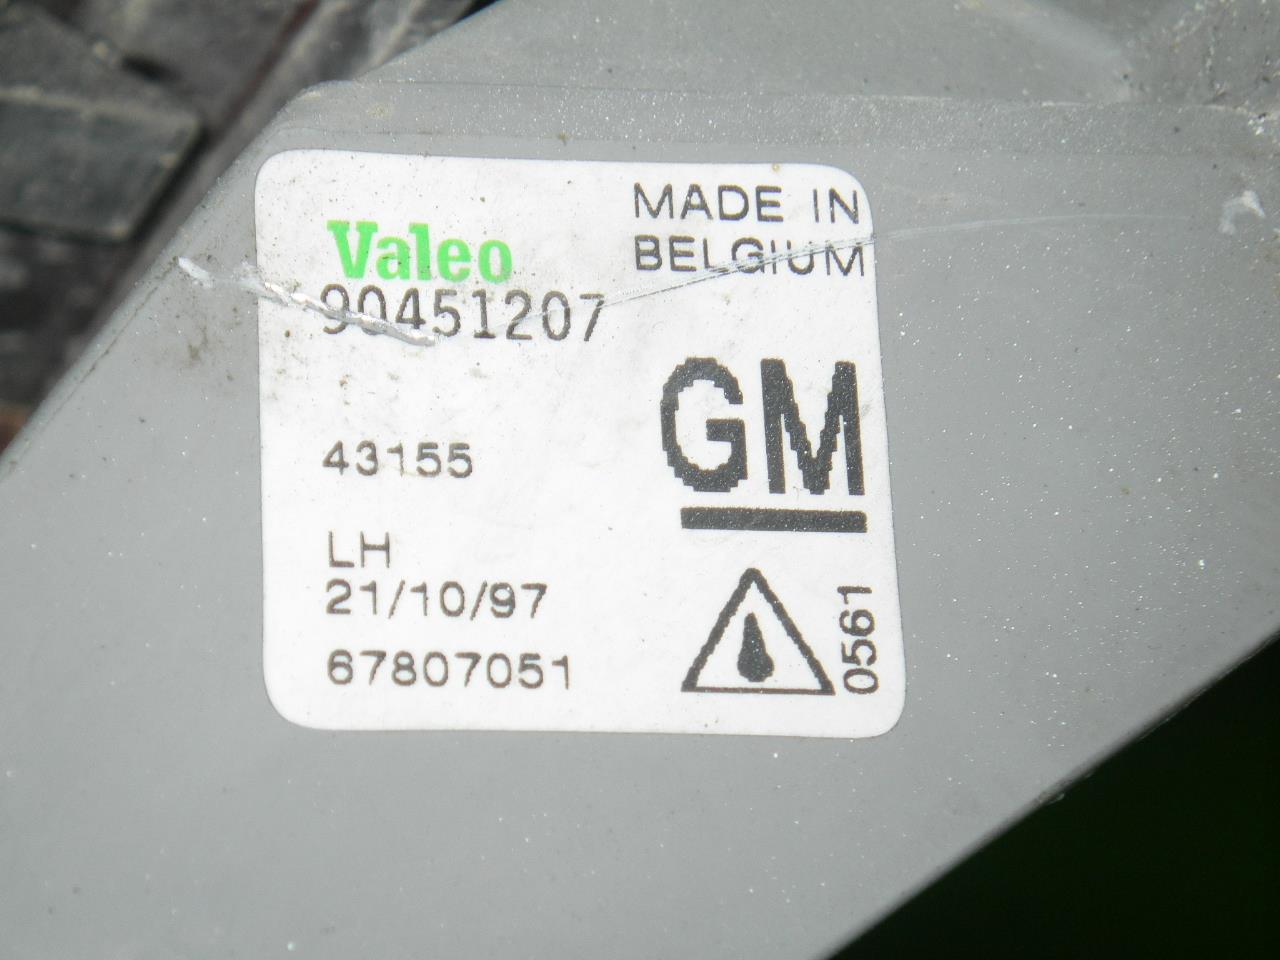 MADE IN
BELGIUM
Valeo
90451207
GM
43155
LH
21/10/97
67807051
0561